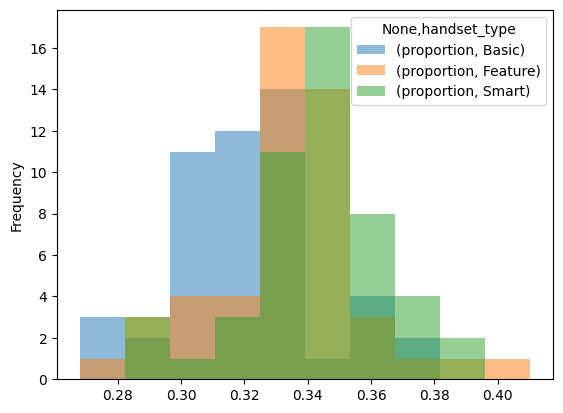 None,handset_type
(proportion, Basic)
(proportion, Feature)
(proportion, Smart)
Frequency
16
14
12
10
8
6
4
2
0
0.28 0.30 0.32 0.34 0.36 0.38 0.40